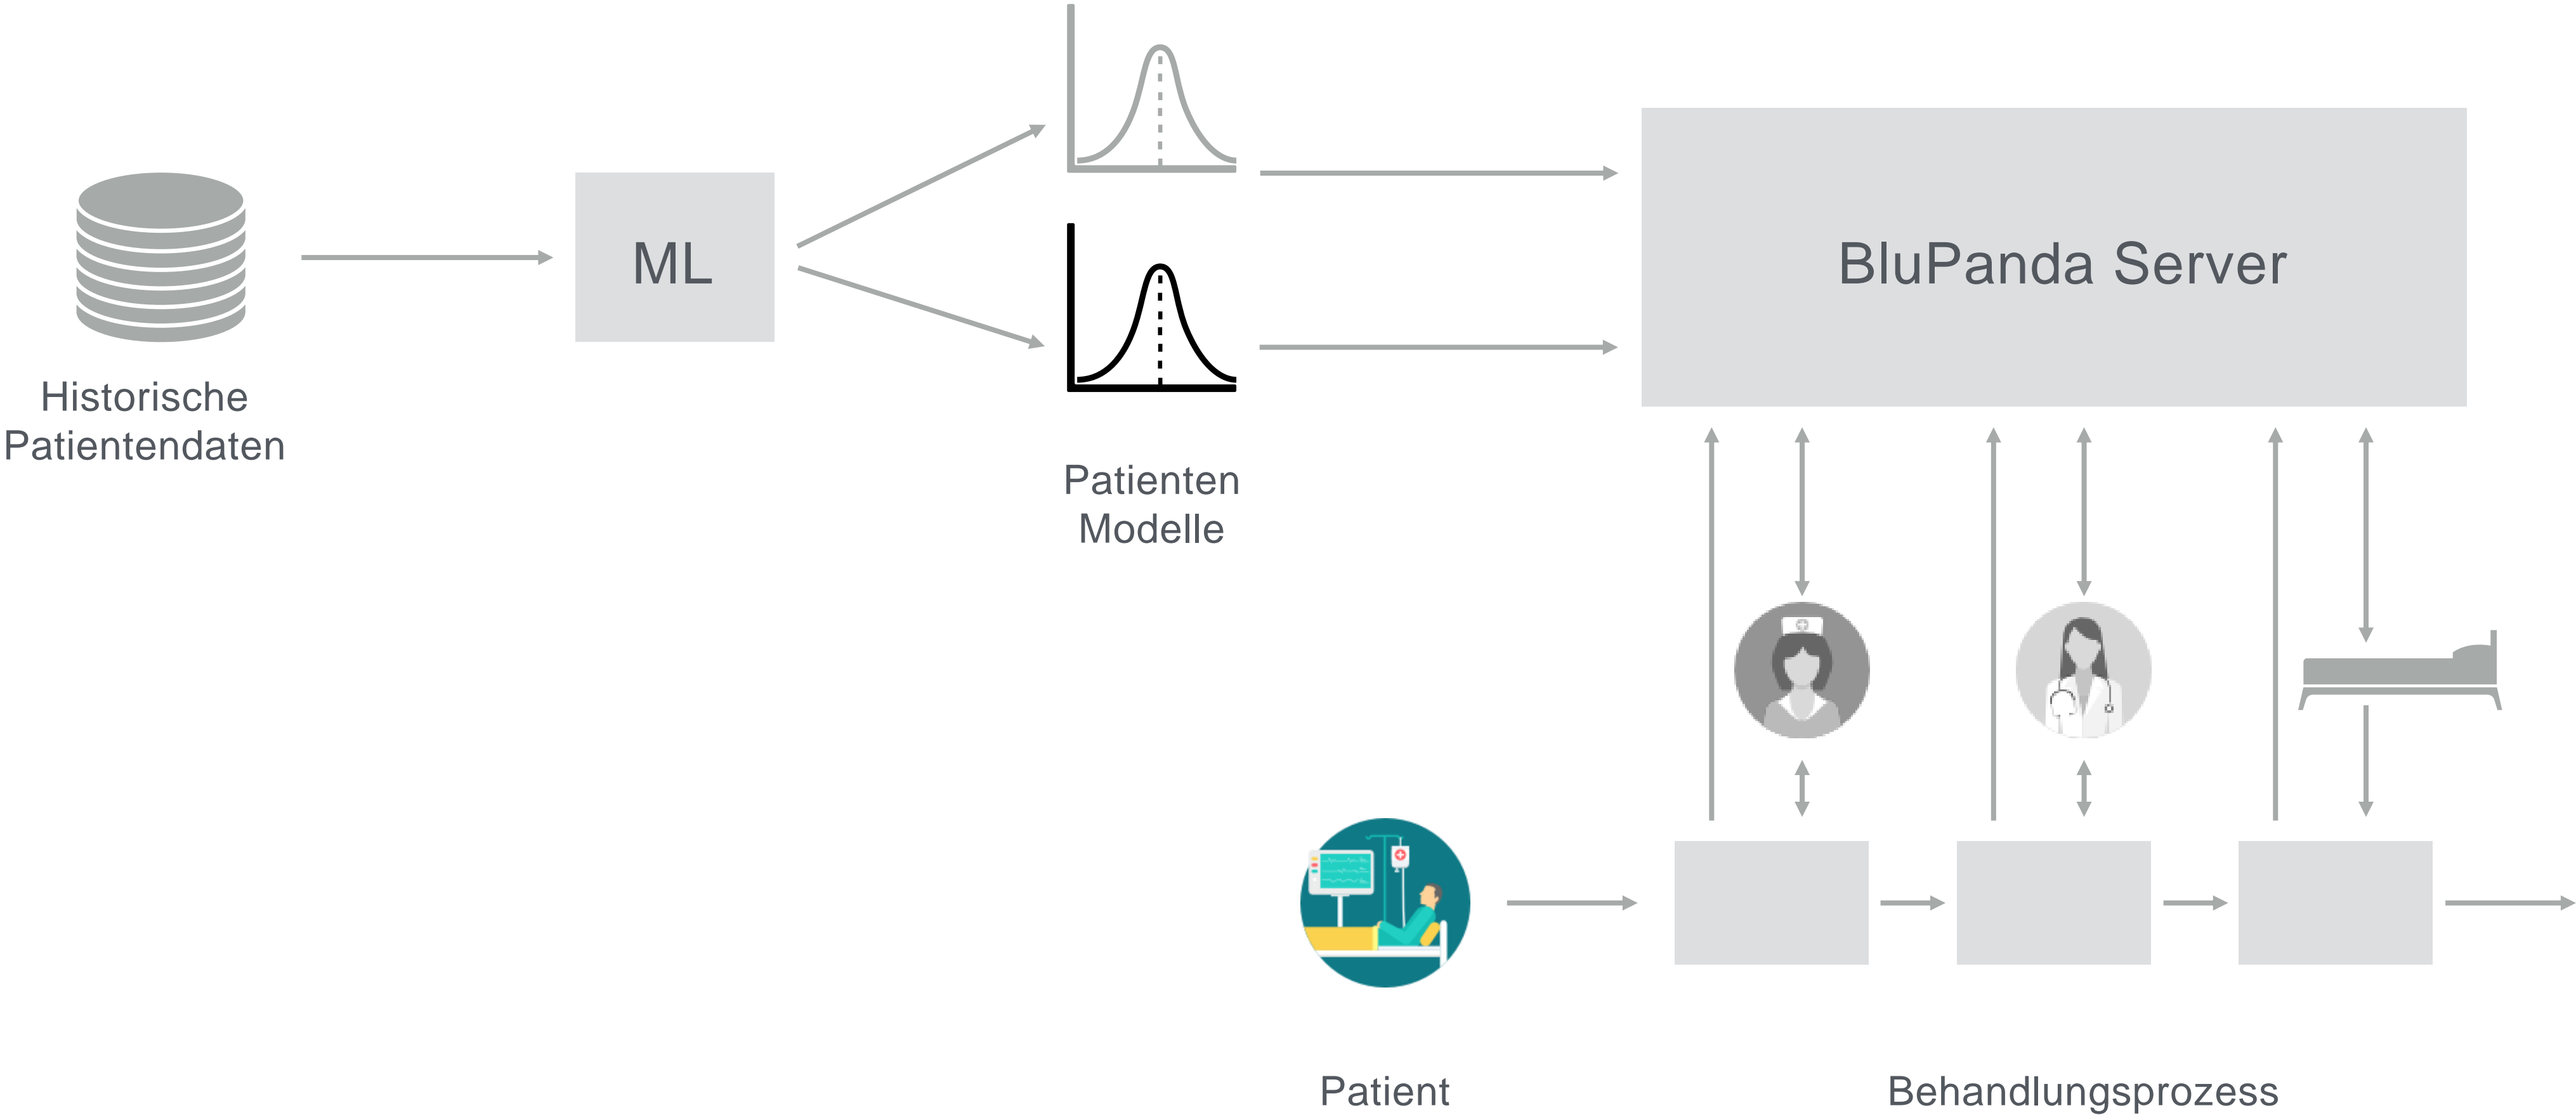 ML
BluPanda Server
Historische
Patientendaten
Patienten
Modelle
Patient
Behandlungsprozess